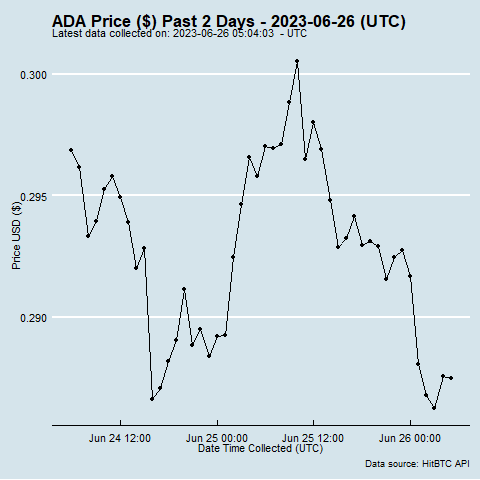 ADA Price ($) Past 2 Days - 2023-06-26 (UTC)
Latest data collected on: 2023-06-26 05:04:03  - UTC
0.300
0.295
Price USD ($)
0.290
Jun 24 12:00 Jun 25 00:00 Jun 25 12:00 Jun 26 00:00
Date Time Collected (UTC)
Data source: HitBTC API